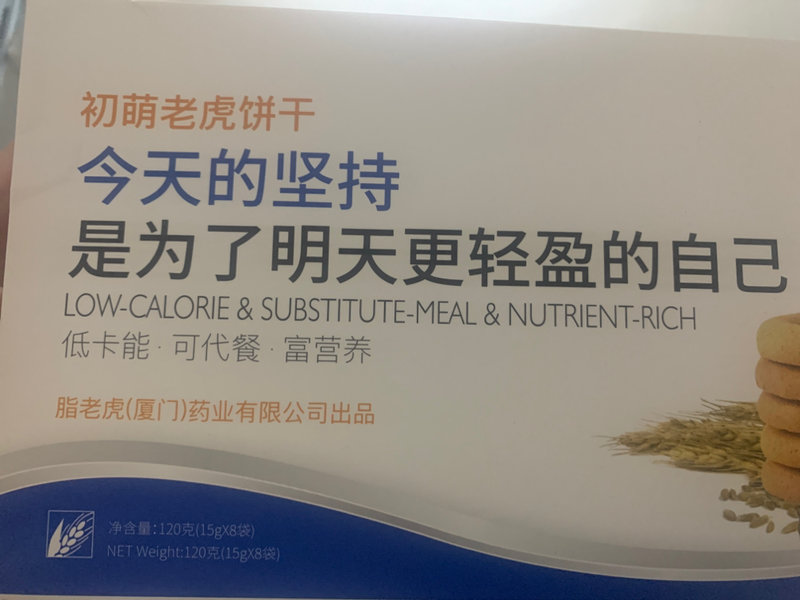 初萌老虎饼干
今天的坚持
是为了明天更轻盈的自己
LOW-CALORIE & SUBSTITUTE-MEAL & NUTRIENT-RICH
低卡能·可代餐·富营养
脂老虎(厦门)药业有限公司出品
净含量:120克(15gX8袋)
NET Weight:120克(15gX8袋)